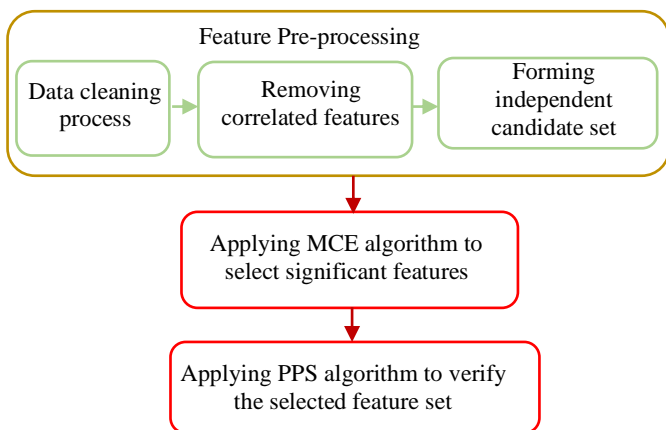 Feature Pre-processing
Data cleaning
process
Removing
correlated features
Forming
independent
candidate set
Applying MCE algorithm to
select significant features
Applying PPS algorithm to verify
the selected feature set